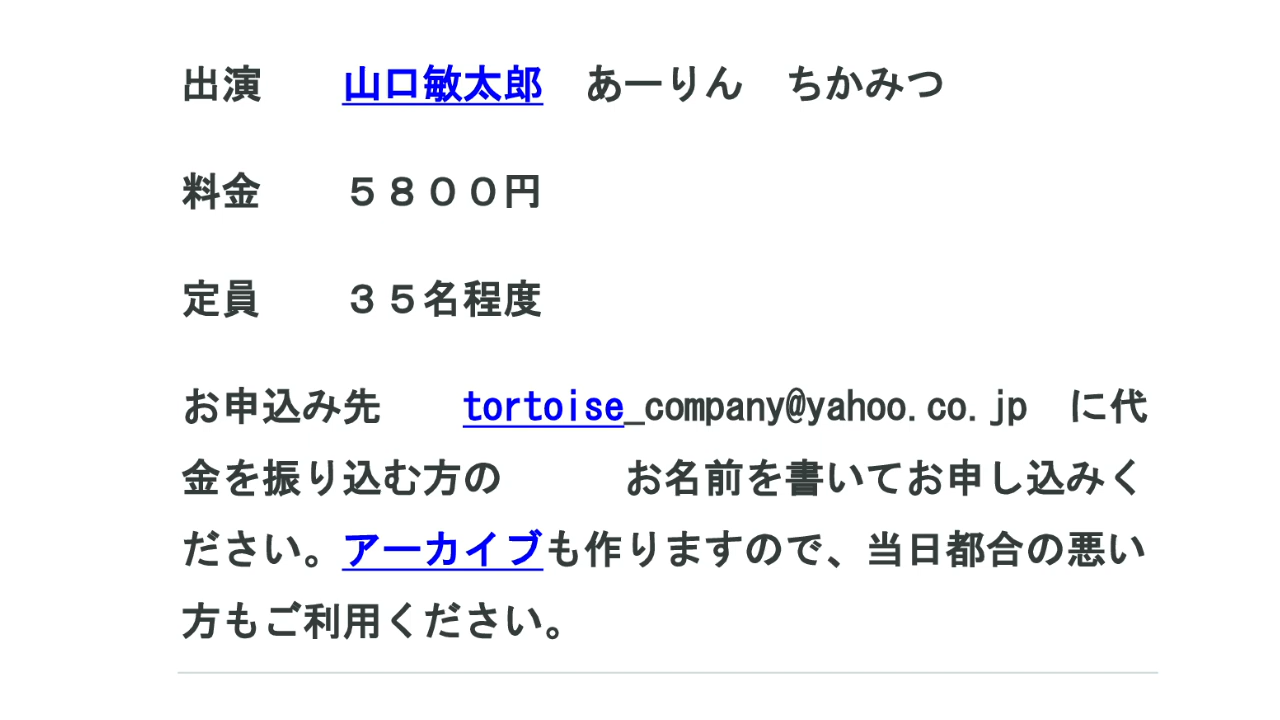 出演　　山口敏太郎　あーりん　ちかみつ
料金　　５８００円
定員　　３５名程度
お申込み先　　tortoise_company@yahoo.co.jp　に代
金を振り込む方の　　　お名前を書いてお申し込みく
ださい。アーカイブも作りますので、当日都合の悪い
方もご利用ください。